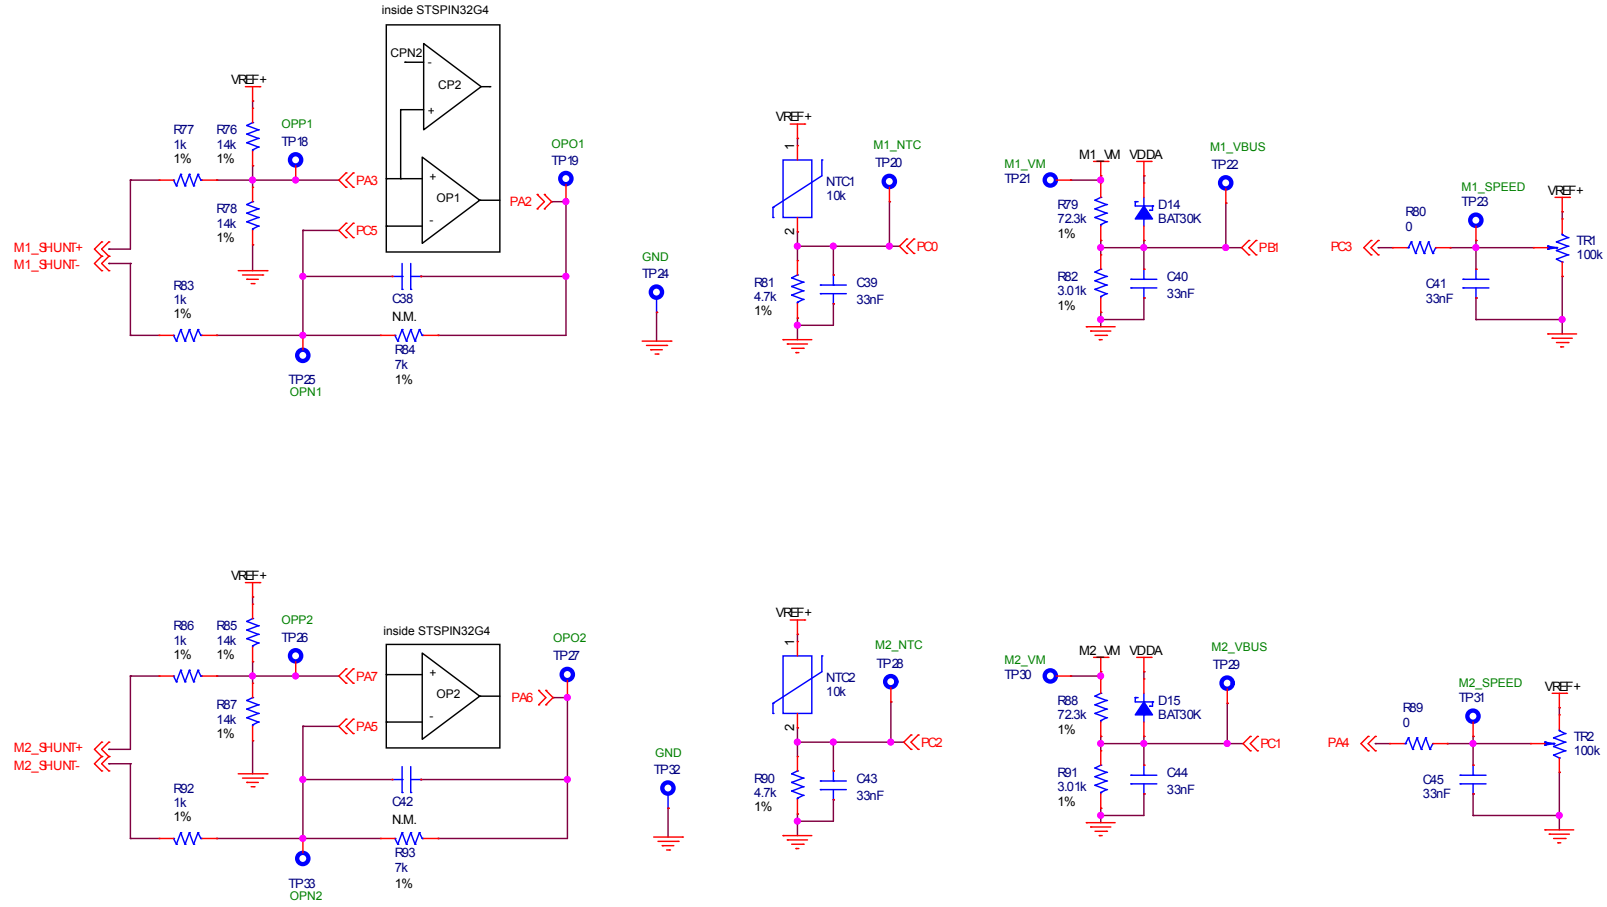 inside STSPIN32G4
CPN2
-
CP2
+
+
OP1
-
VREF+
R77
1k
1%
R76
14k
1%
OPP1
TP18
PA3
R78
14k
1%
PC5
OPO1
TP19
PA2
M1_SHUNT+
M1_SHUNT-
R83
1k
1%
C38
N.M.
R84
7k
1%
TP25
OPN1
GND
TP24
VREF+
1
NTC1
10k
2
M1_NTC
TP20
PC0
R81
4.7k
1%
C39
33nF
M1_VM
TP21
M1_VM
VDDA
R79
72.3k
1%
D14
BAT30K
M1_VBUS
TP22
PB1
R82
3.01k
1%
C40
33nF
M1_SPEED
TP23
VREF+
R80
0
PC3
TR1
100k
C41
33nF
VREF+
R86
1k
1%
R85
14k
1%
OPP2
TP26
PA7
R87
14k
1%
PA5
inside STSPIN32G4
+
OP2
-
OPO2
TP27
PA6
M2_SHUNT+
M2_SHUNT-
R92
1k
1%
C42
N.M.
R93
7k
1%
TP33
OPN2
GND
TP32
VREF+
1
NTC2
10k
2
M2_NTC
TP28
PC2
R90
4.7k
1%
C43
33nF
M2_VM
TP30
M2_VM
VDDA
R88
72.3k
1%
D15
BAT30K
M2_VBUS
TP29
PC1
R91
3.01k
1%
C44
33nF
M2_SPEED
TP31
VREF+
R89
0
PA4
TR2
100k
C45
33nF